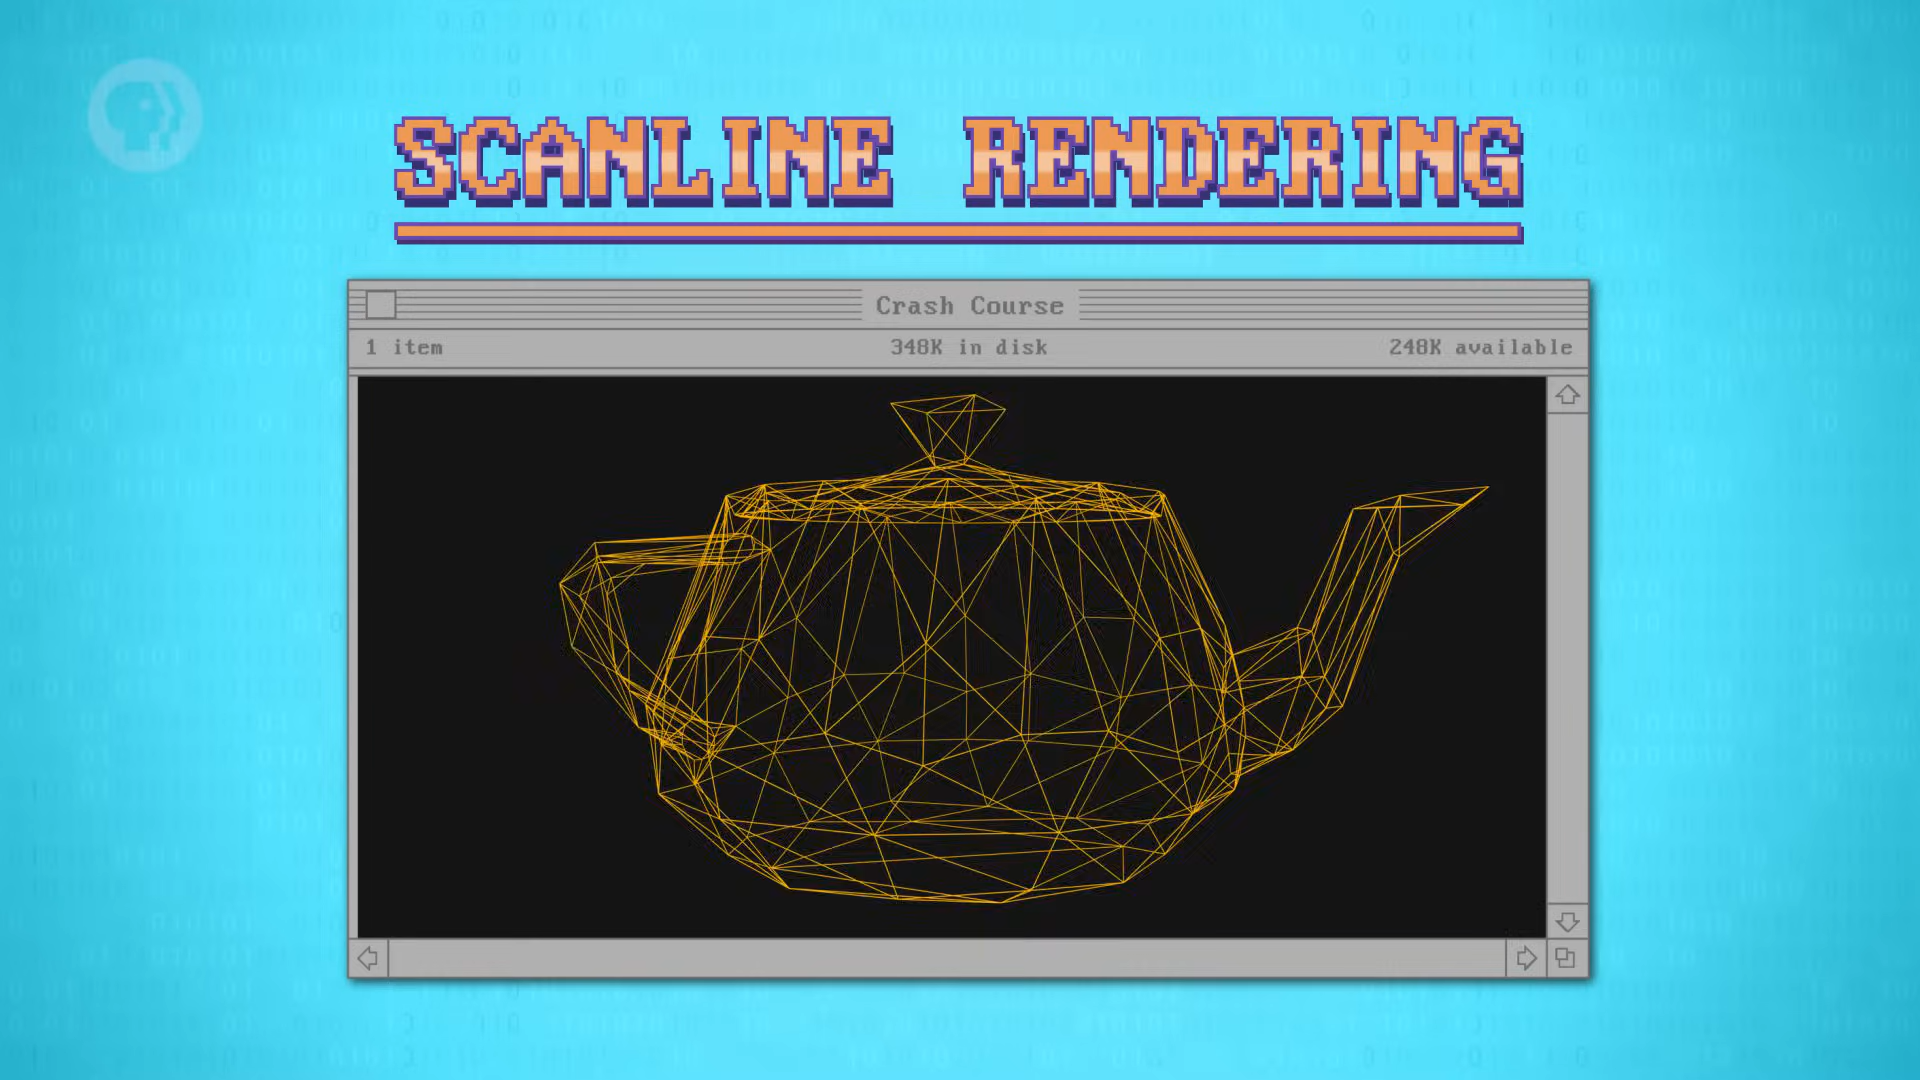 SCANLINE RENDERING
Crash Course
1 item 348K in disk 248K available